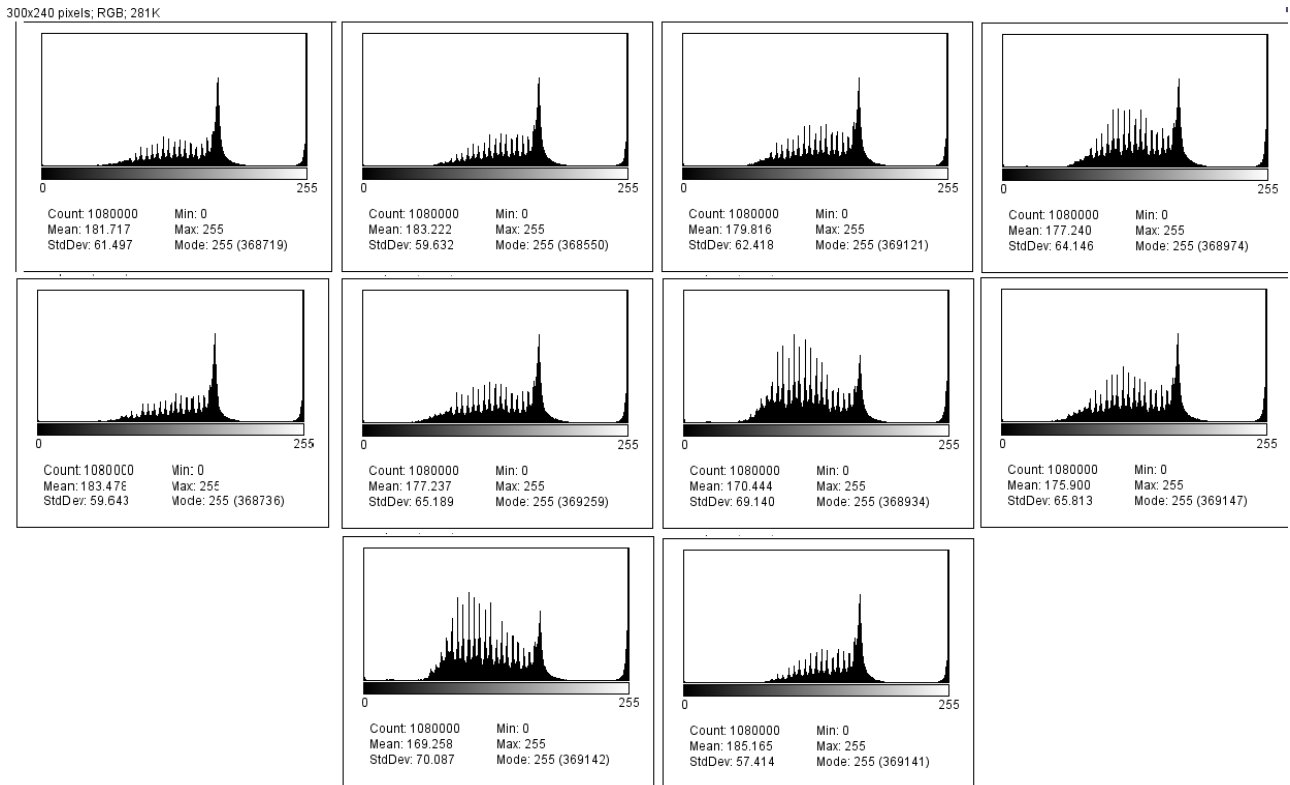 300x240 pixels; RGB; 281K
0 255
Count: 1080000 Min: 0
Mean: 181.717 Max: 255
StdDev: 61.497 Mode: 255 (368719)
0 255
Count: 1080000 Min: 0
Mean: 183.222 Max: 255
StdDev: 59.632 Mode: 255 (368550)
0 255
Count: 1080000 Min: 0
Mean: 179.816 Max: 255
StdDev: 62.418 Mode: 255 (369121)
0 255
Count: 1080000 Min: 0
Mean: 177.240 Max: 255
StdDev: 64.146 Mode: 255 (368974)
0 255
Count: 1080000 Min: 0
Mean: 183.478 Max: 255
StdDev: 59.643 Mode: 255 (368736)
0 255
Count: 1080000 Min: 0
Mean: 177.237 Max: 255
StdDev: 65.189 Mode: 255 (369259)
0 255
Count: 1080000 Min: 0
Mean: 170.444 Max: 255
StdDev: 69.140 Mode: 255 (368934)
0 255
Count: 1080000 Min: 0
Mean: 175.900 Max: 255
StdDev: 65.813 Mode: 255 (369147)
0 255
Count: 1080000 Min: 0
Mean: 169.258 Max: 255
StdDev: 70.087 Mode: 255 (369142)
0 255
Count: 1080000 Min: 0
Mean: 185.165 Max: 255
StdDev: 57.414 Mode: 255 (369141)